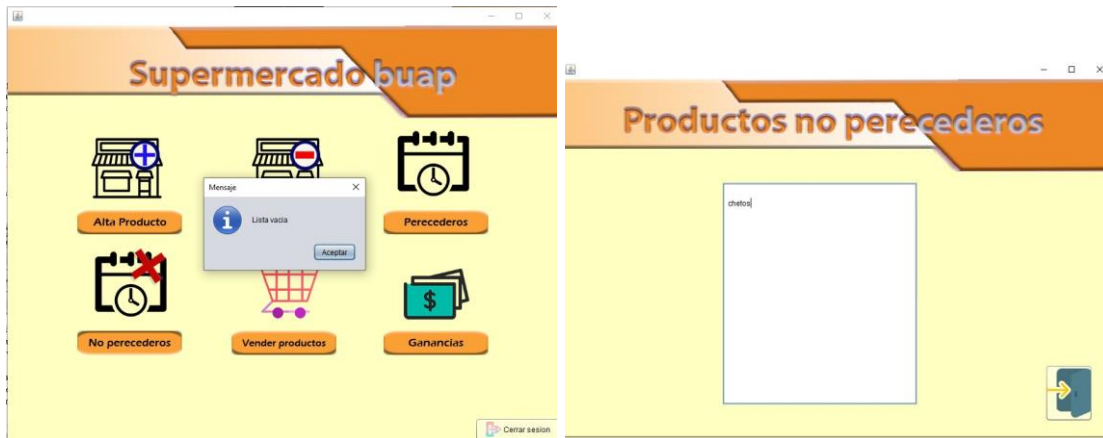 Supermercado buap
Mensaje
Lista vacia
Aceptar
Alta Producto
Perecederos
No perecederos
Vender productos
Ganancias
Cerrar sesion
Productos no perecederos
chetos